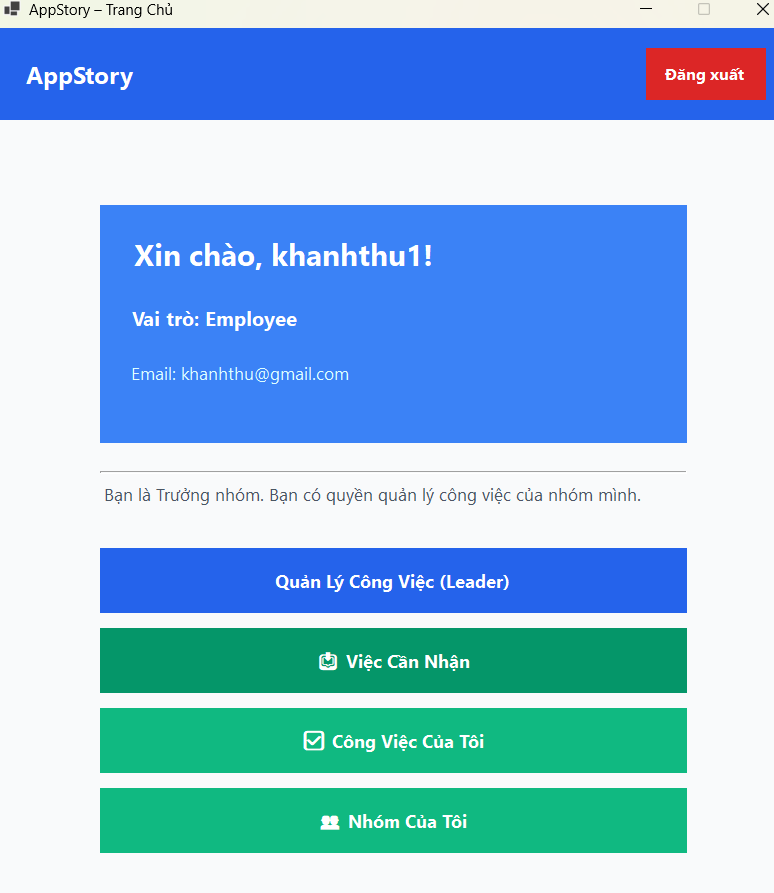 AppStory – Trang Chủ
AppStory
Đăng xuất
Xin chào, khanhthu1!
Vai trò: Employee
Email: khanhthu@gmail.com
Bạn là Trưởng nhóm. Bạn có quyền quản lý công việc của nhóm mình.
Quản Lý Công Việc (Leader)
Việc Cần Nhận
Công Việc Của Tôi
Nhóm Của Tôi